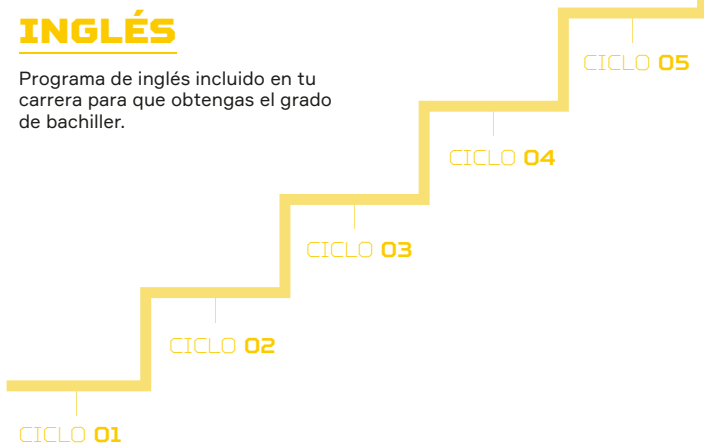 INGLÉS
Programa de inglés incluido en tu
carrera para que obtengas el grado
de bachiller.
CICLO 05
CICLO 04
CICLO 03
CICLO 02
CICLO 01